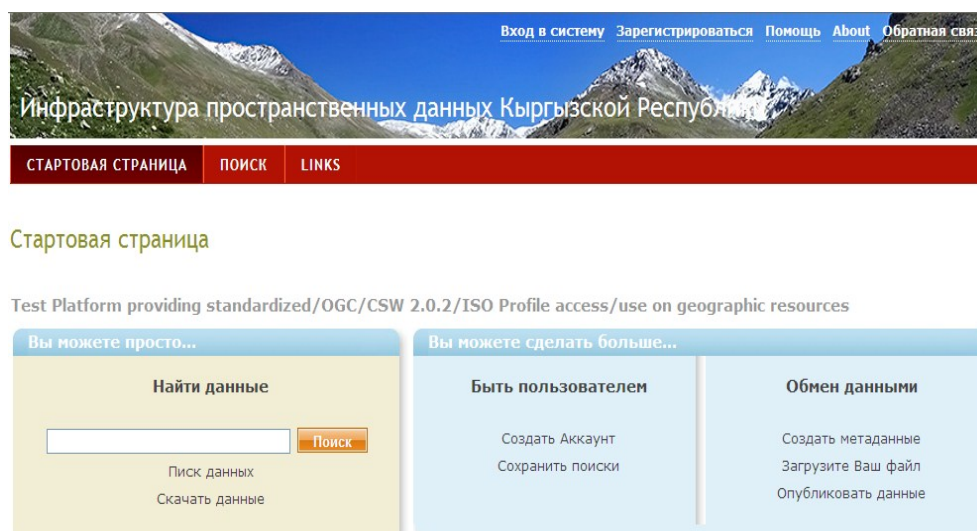 Вход в систему Зарегистрироваться Помощь About Обратная связ
Инфраструктура пространственных данных Кыргызской Республики
СТАРТОВАЯ СТРАНИЦА ПОИСК LINKS
Стартовая страница
Test Platform providing standardized/OGC/CSW 2.0.2/ISO Profile access/use on geographic resources
Вы можете просто...
Найти данные
Поиск
Писк данных
Скачать данные
Вы можете сделать больше...
Быть пользователем
Создать Аккаунт
Сохранить поиски
Обмен данными
Создать метаданные
Загрузите Ваш файл
Опубликовать данные